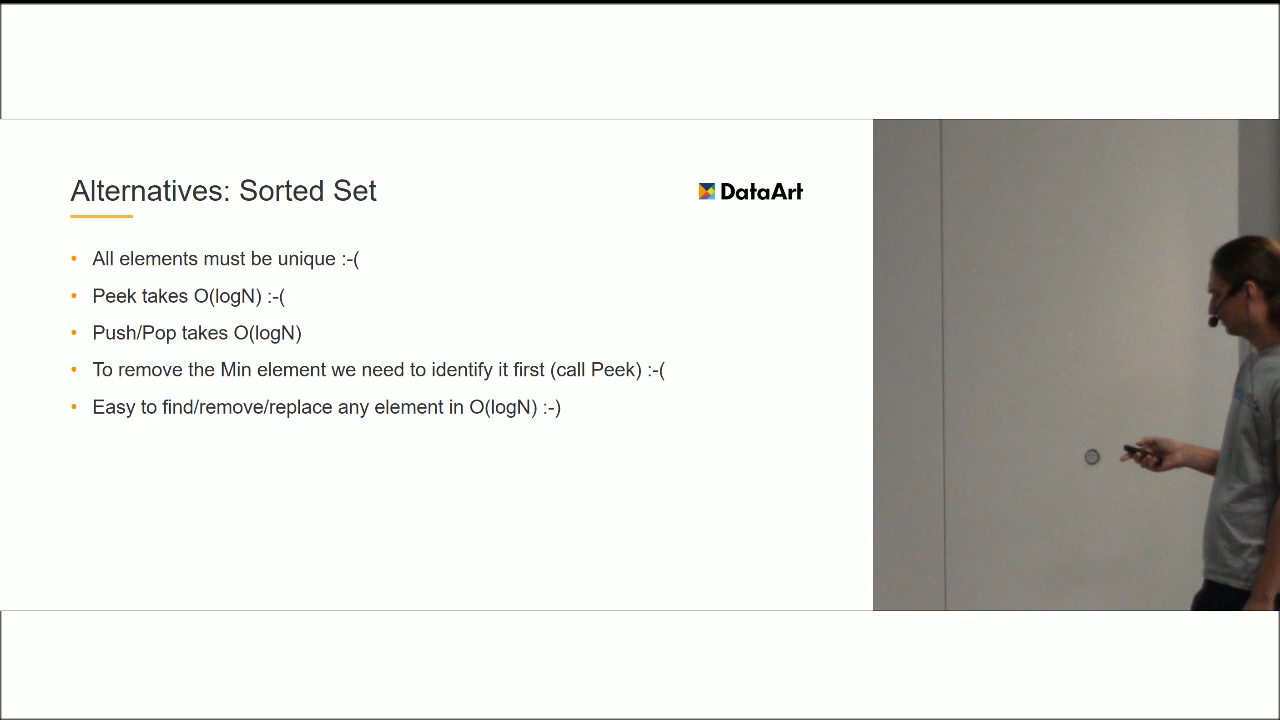 Alternatives: Sorted Set
DataArt
• All elements must be unique :-(
• Peek takes O(logN) :-(
• Push/Pop takes O(logN)
• To remove the Min element we need to identify it first (call Peek) :-(
• Easy to find/remove/replace any element in O(logN) :-)